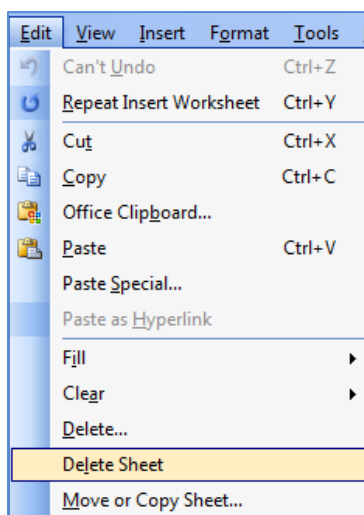 Edit View Insert Format Tools
Can't Undo Ctrl+Z
Repeat Insert Worksheet Ctrl+Y
Cut Ctrl+X
Copy Ctrl+C
Office Clipboard...
Paste Ctrl+V
Paste Special...
Paste as Hyperlink
Fill
Clear
Delete...
Delete Sheet
Move or Copy Sheet...